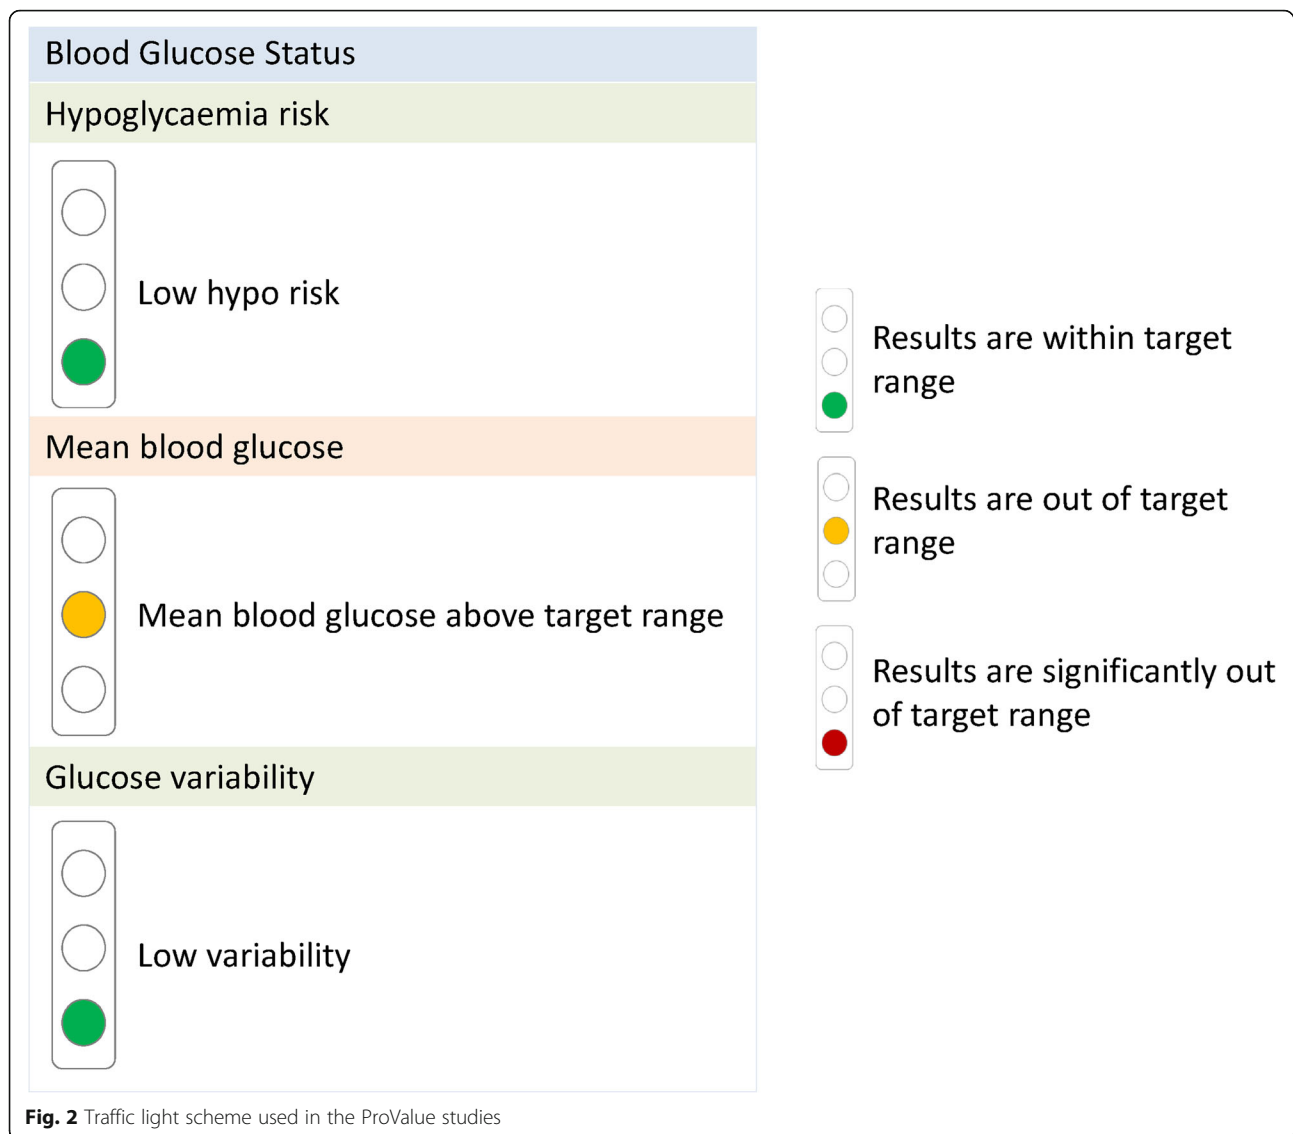 Blood Glucose Status
Hypoglycaemia risk
Low hypo risk
Mean blood glucose
Mean blood glucose above target range
Glucose variability
Low variability
Results are within target
range
Results are out of target
range
Results are significantly out
of target range
Fig. 2 Traffic light scheme used in the ProValue studies